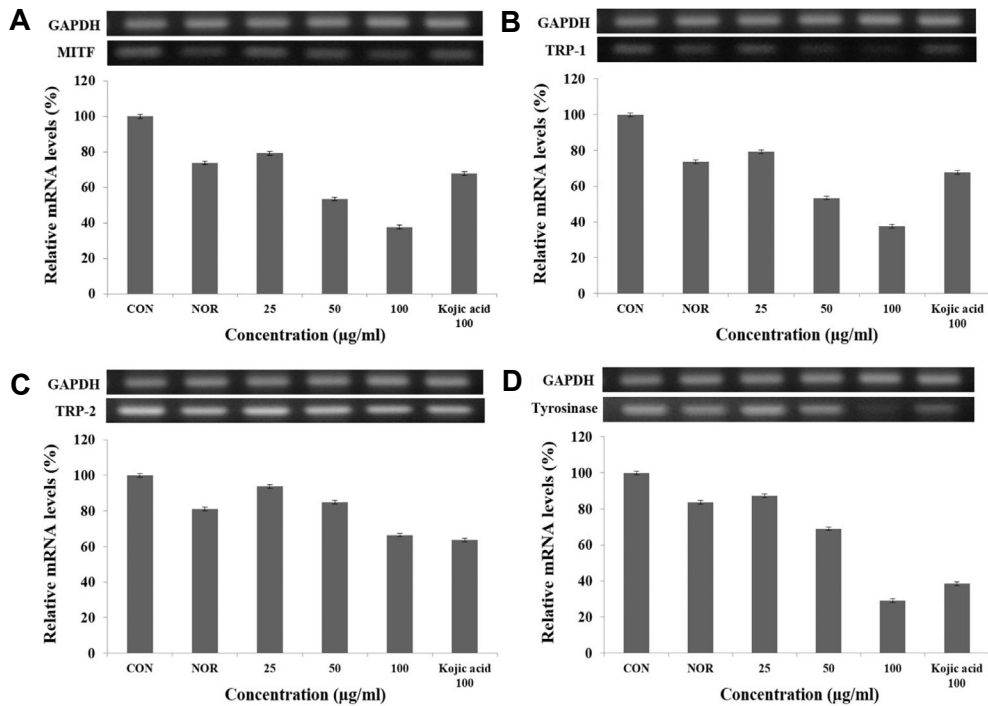 A
GAPDH
MITF
Relative mRNA levels (%)
120
100
80
60
40
20
0
CON NOR 25 50 100 Kojic acid
100
Concentration (µg/ml)
B
GAPDH
TRP-1
Relative mRNA levels (%)
120
100
80
60
40
20
0
CON NOR 25 50 100 Kojic acid
100
Concentration (µg/ml)
C
GAPDH
TRP-2
Relative mRNA levels (%)
120
100
80
60
40
20
0
CON NOR 25 50 100 Kojic acid
100
Concentration (µg/ml)
D
GAPDH
Tyrosinase
Relative mRNA levels (%)
120
100
80
60
40
20
0
CON NOR 25 50 100 Kojic acid
100
Concentration (µg/ml)